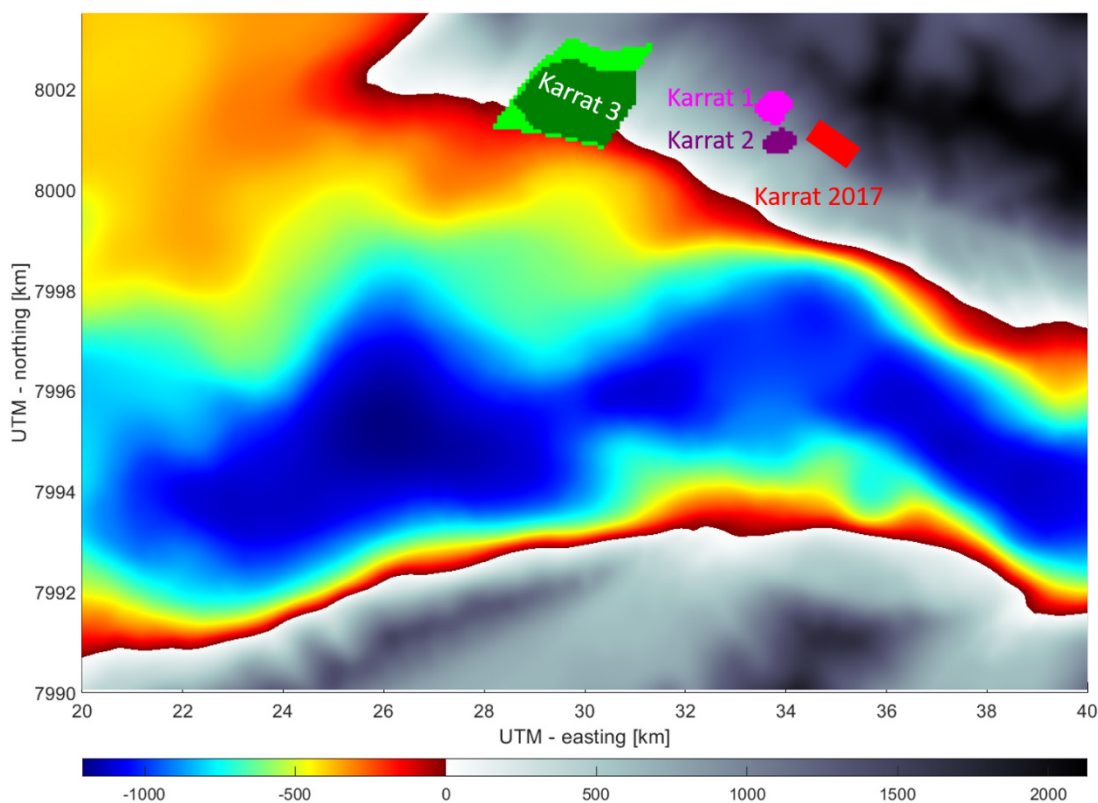 8002
8000
7998
7996
7994
7992
7990
UTM - northing [km]
Karrat 3
Karrat 1
Karrat 2
Karrat 2017
20 22 24 26 28 30 32 34 36 38 40
UTM - easting [km]
-1000 -500 0 500 1000 1500 2000